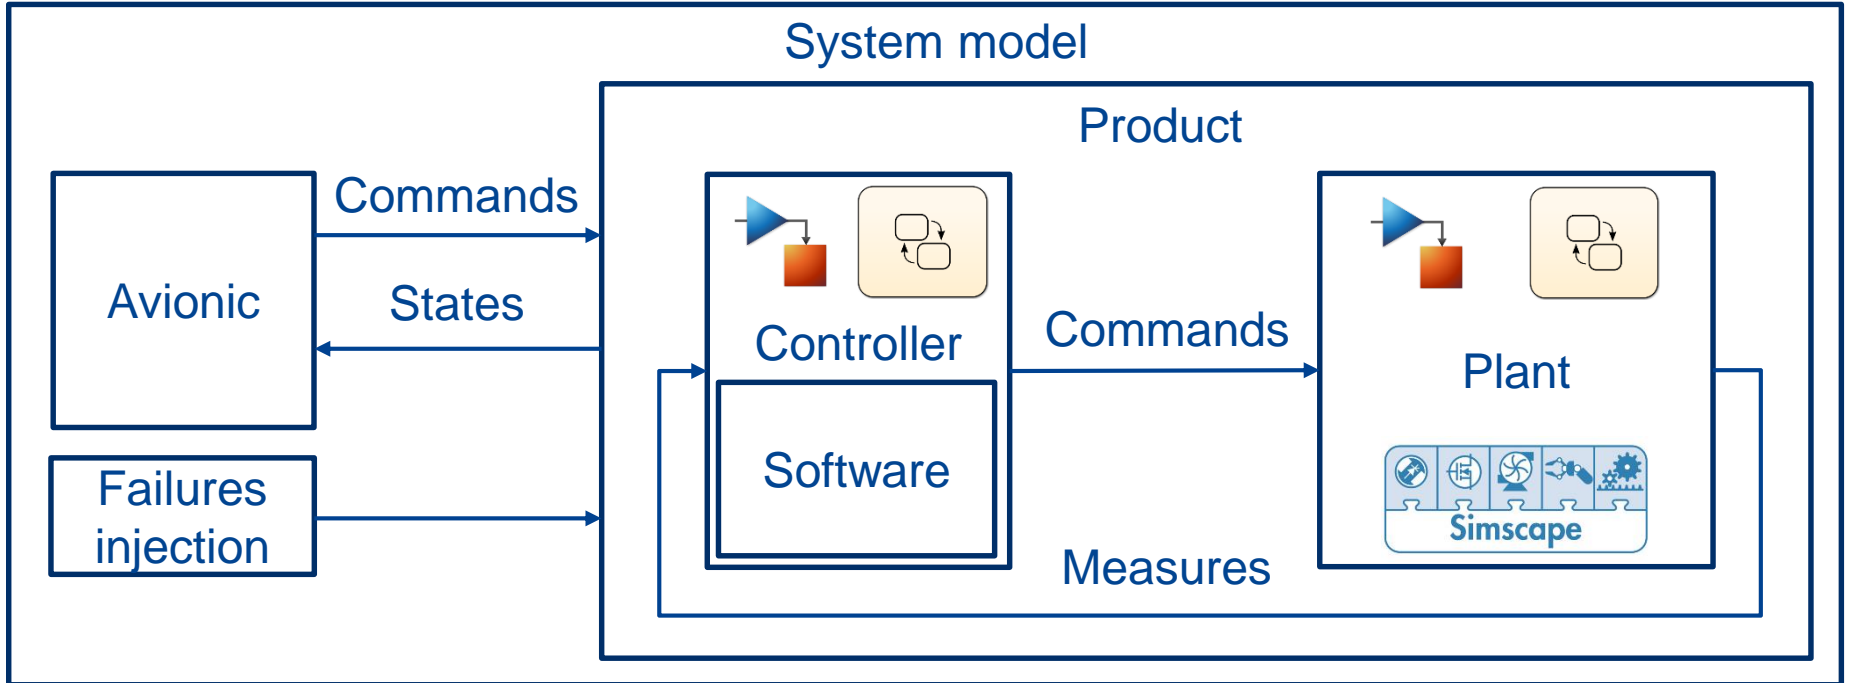 System model
Product
Commands
Avionic
States
Failures
injection
Controller
Software
Commands
Plant
Simscape
Measures